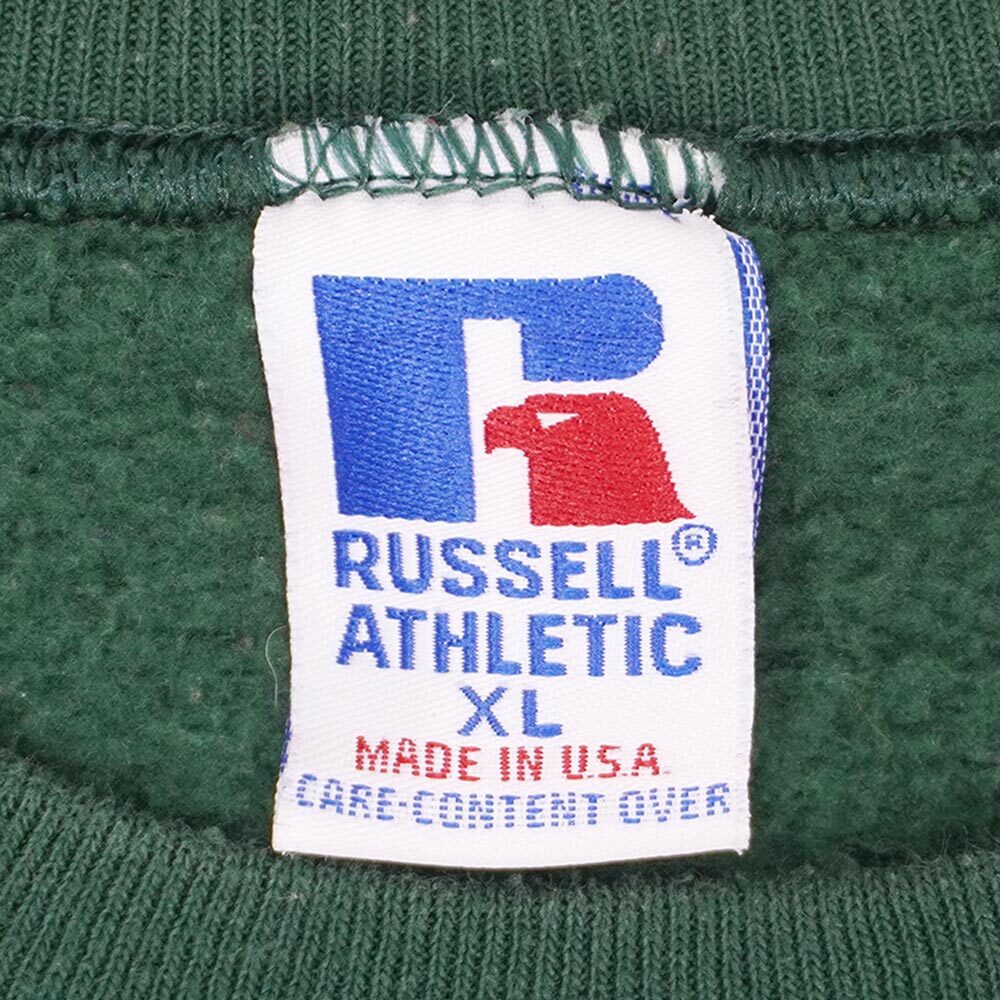 R
RUSSELL®
ATHLETIC
XL
MADE IN U.S.A.
CARE-CONTENT OVER